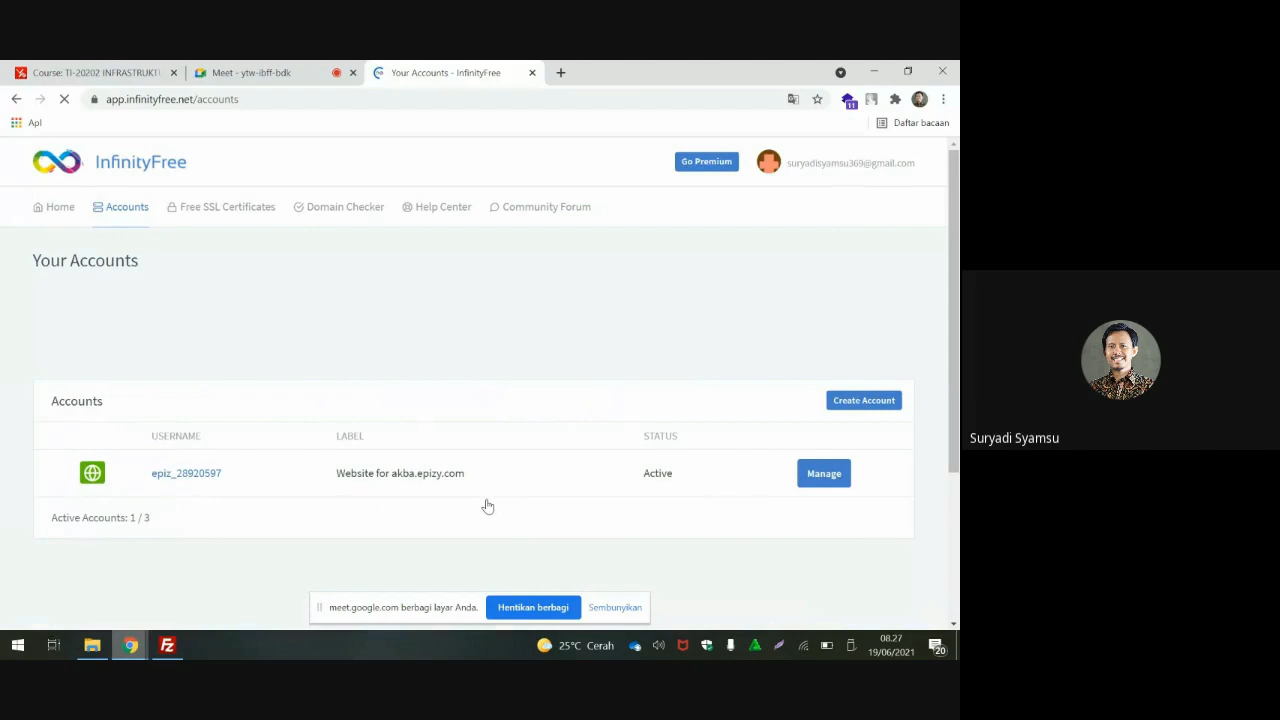 Course: TI-20202 INFRASTRUKT
Meet - ytw-ibff-bdk
Your Accounts - InfinityFree
app.infinityfree.net/accounts
11
Apl
Daftar bacaan
InfinityFree
Go Premium
suryadisyamsu369@gmail.com
Home
Accounts
Free SSL Certificates
Domain Checker
Help Center
Community Forum
Your Accounts
Accounts
Create Account
USERNAME
LABEL
STATUS
epiz_28920597
Website for akba.epizy.com
Active
Manage
Active Accounts: 1 / 3
meet.google.com berbagi layar Anda.
Hentikan berbagi
Sembunyikan
Fz
25°C Cerah
08.27
19/06/2021
20
Suryadi Syamsu